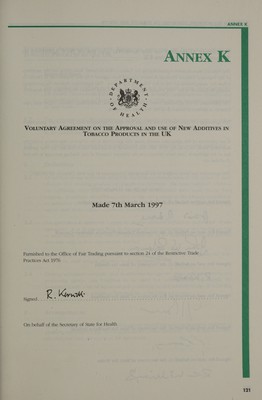 ANNEX K
ANNEX K
DEPARTMENT OF HEALTH
VOLUNTARY AGREEMENT ON THE APPROVAL AND USE OF NEW ADDITIVES IN
TOBACCO PRODUCTS IN THE UK
Made 7th March 1997
Furnished to the Office of Fair Trading pursuant to section 24 of the Restrictive Trade
Practices Act 1976
Signed
On behalf of the Secretary of State for Health
131